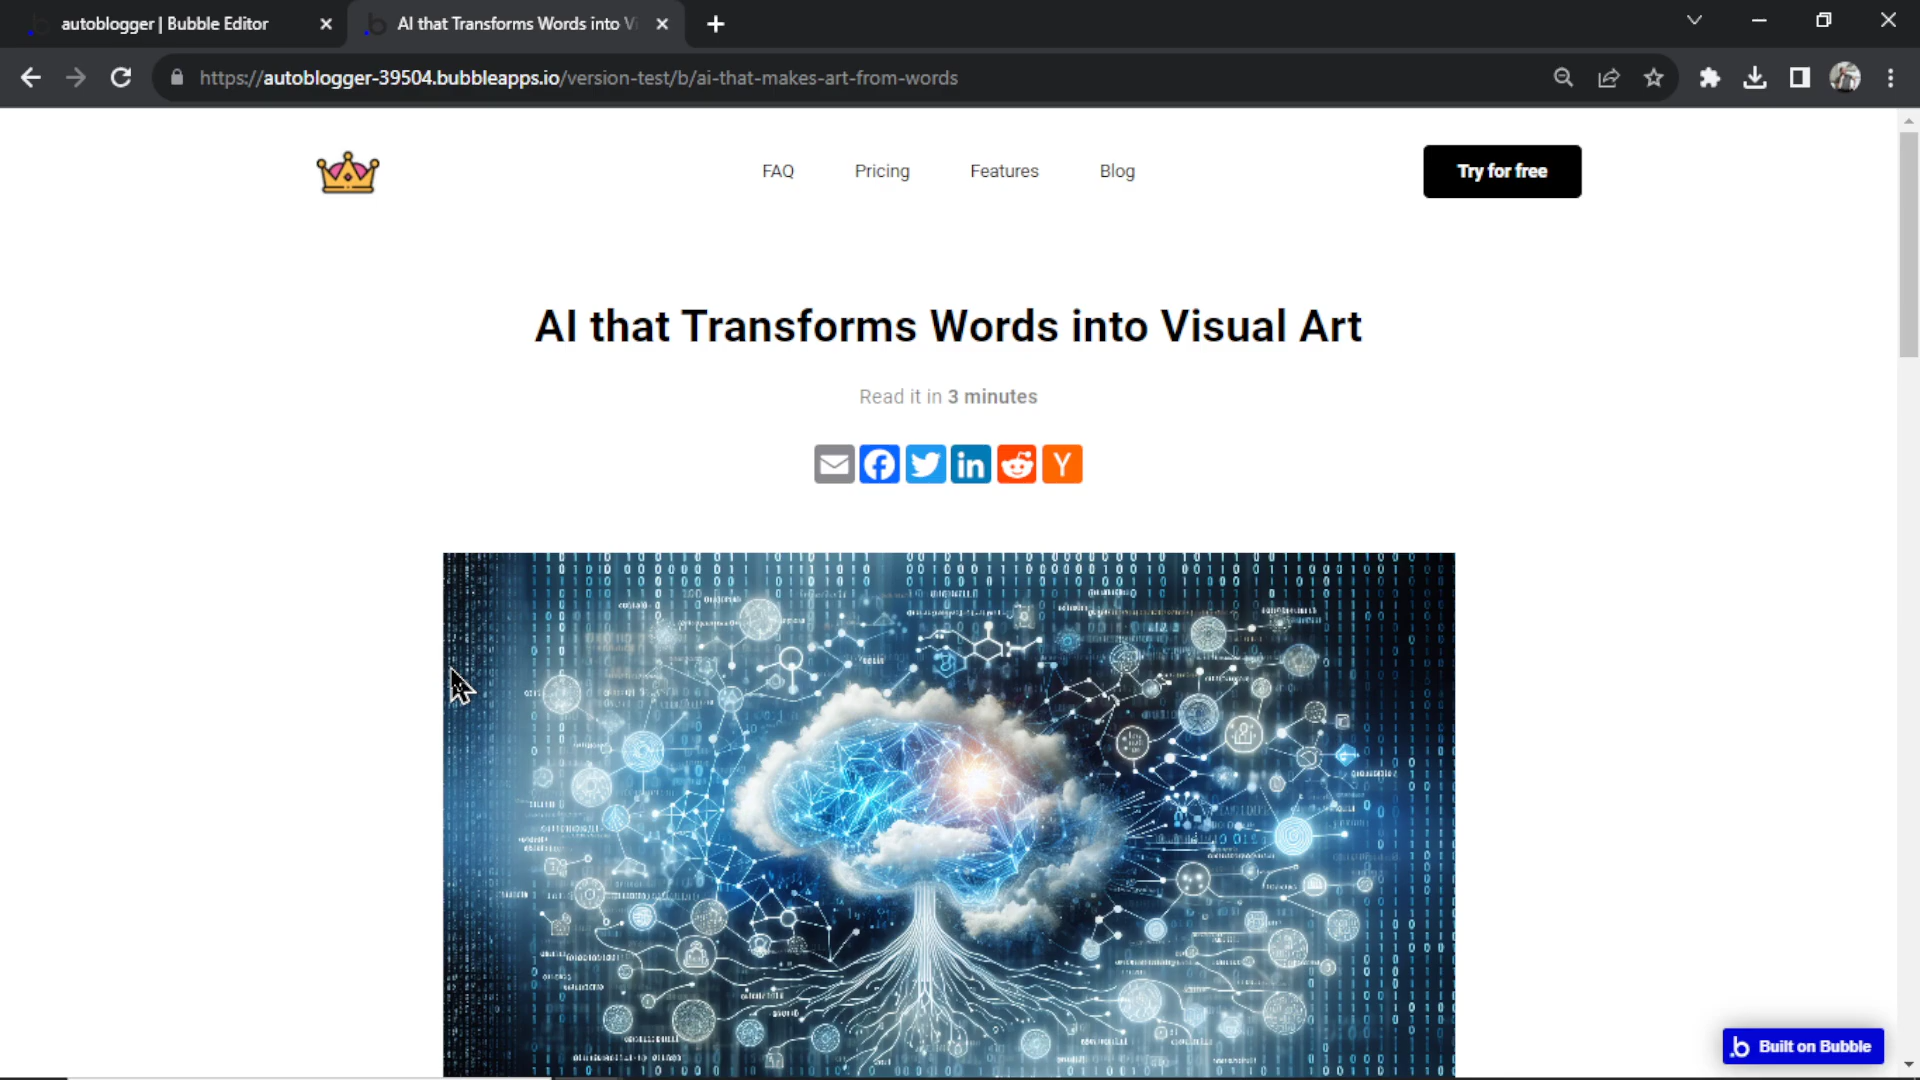 autoblogger | Bubble Editor
AI that Transforms Words into Vi
https://autoblogger-39504.bubbleapps.io/version-test/b/ai-that-makes-art-from-words
FAQ
Pricing
Features
Blog
Try for free
AI that Transforms Words into Visual Art
Read it in 3 minutes
Built on Bubble